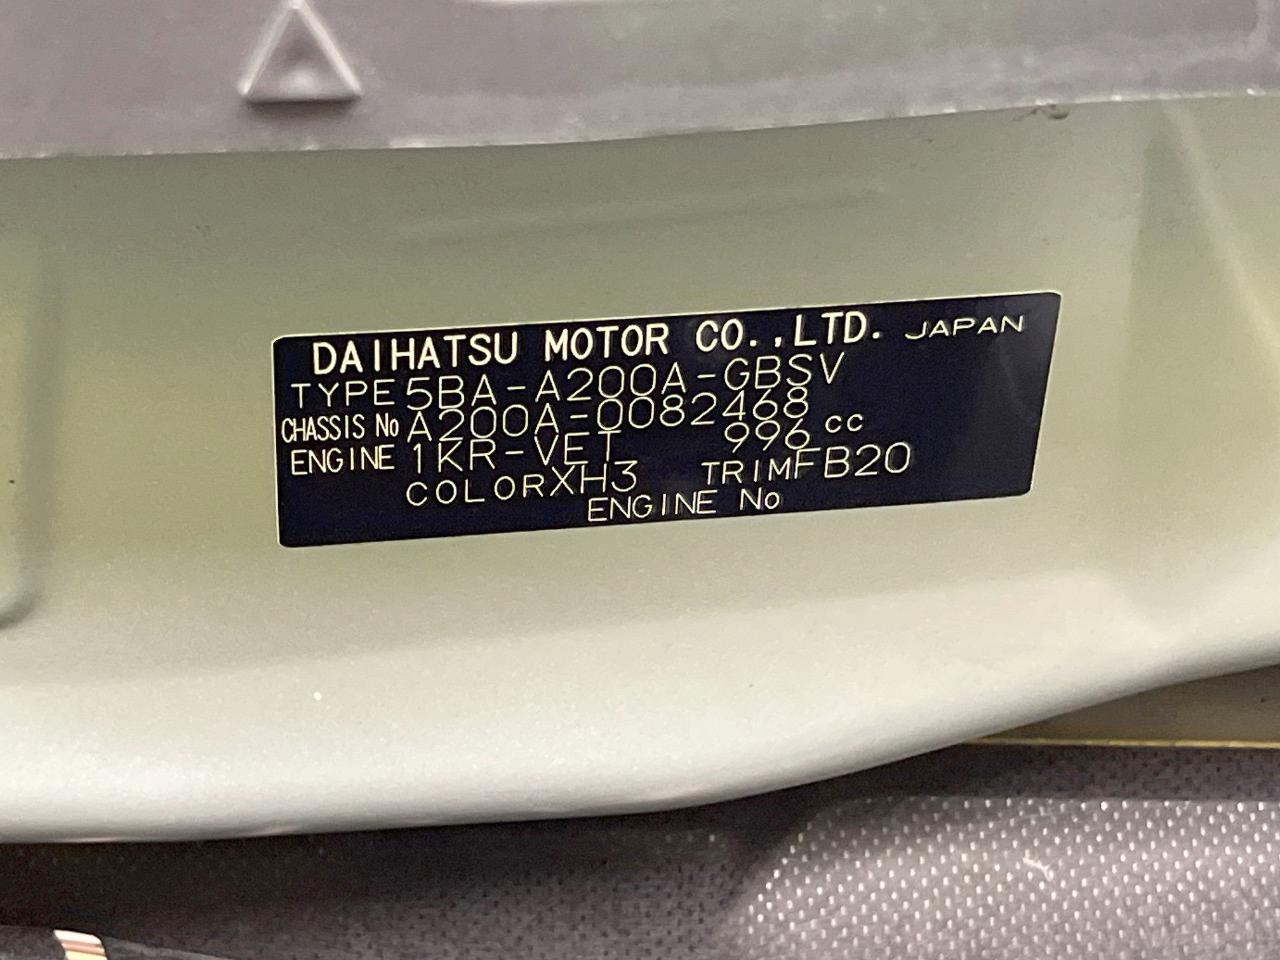 DAIHATSU MOTOR CO.,LTD. JAPAN
TYPE 5BA-A200A-GBSV
CHASSIS No A200A-0082468
ENGINE 1KR-VET 996 cc
COLOR XH3 TRIM FB20
ENGINE No